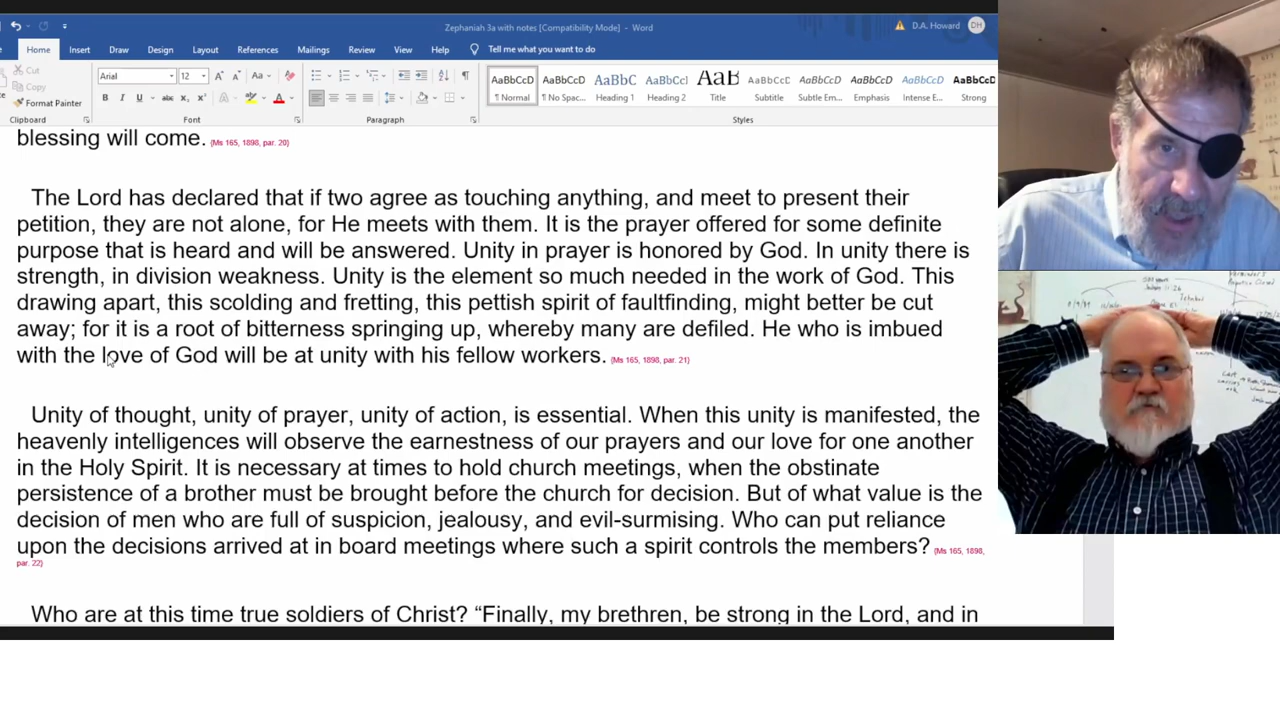 Zephaniah 3a with notes [Compatibility Mode] - Word
D.A. Howard
DH
Home Insert Draw Design Layout References Mailings Review View Help Tell me what you want to do
Cut
Copy
Format Painter
Clipboard
Arial 12
Font
Paragraph
AaBbCcD AaBbCcD AaBbC AaBbCcl AaB AaBbCcD AaBbCcD AaBbCcD AaBbCcD AaBbCcD
¶ Normal ¶ No Spac... Heading 1 Heading 2 Title Subtitle Subtle Em... Emphasis Intense E... Strong
Styles
blessing will come. (Ms 165, 1898, par. 20)
The Lord has declared that if two agree as touching anything, and meet to present their
petition, they are not alone, for He meets with them. It is the prayer offered for some definite
purpose that is heard and will be answered. Unity in prayer is honored by God. In unity there is
strength, in division weakness. Unity is the element so much needed in the work of God. This
drawing apart, this scolding and fretting, this pettish spirit of faultfinding, might better be cut
away; for it is a root of bitterness springing up, whereby many are defiled. He who is imbued
with the love of God will be at unity with his fellow workers. (Ms 165, 1898, par. 21)
Unity of thought, unity of prayer, unity of action, is essential. When this unity is manifested, the
heavenly intelligences will observe the earnestness of our prayers and our love for one another
in the Holy Spirit. It is necessary at times to hold church meetings, when the obstinate
persistence of a brother must be brought before the church for decision. But of what value is the
decision of men who are full of suspicion, jealousy, and evil-surmising. Who can put reliance
upon the decisions arrived at in board meetings where such a spirit controls the members? (Ms 165, 1898,
par. 22)
Who are at this time true soldiers of Christ? “Finally, my brethren, be strong in the Lord, and in